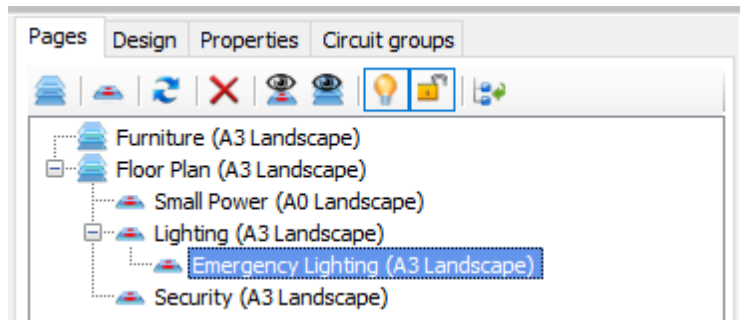 Pages Design Properties Circuit groups
Furniture (A3 Landscape)
Floor Plan (A3 Landscape)
Small Power (A0 Landscape)
Lighting (A3 Landscape)
Emergency Lighting (A3 Landscape)
Security (A3 Landscape)